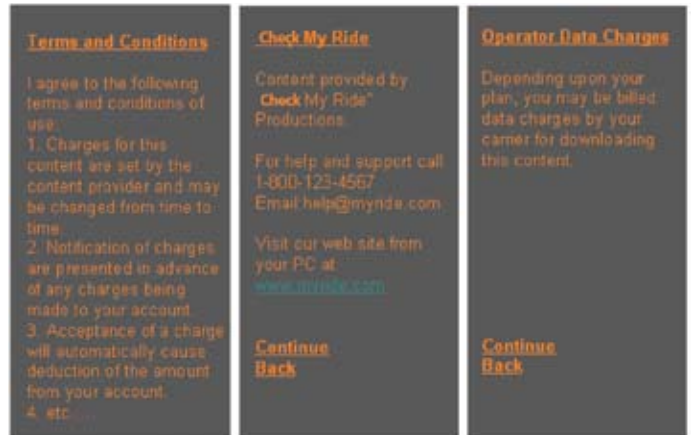 Terms and Conditions
I agree to the following
terms and conditions of
use.
1. Charges for this
content are set by the
content provider and may
be changed from time to
time.
2. Notification of charges
are presented in advance
of any charges being
made to your account.
3. Acceptance of a charge
will automatically cause
deduction of the amount
from your account.
4. etc.
Check My Ride
Content provided by
"Check My Ride"
Productions.
For help and support call
1-800-123-4567
Email:help@myride.com
Visit our web site from
your PC at
www.myride.com
Continue
Back
Operator Data Charges
Depending upon your
plan, you may be billed
data charges by your
carrier for downloading
this content.
Continue
Back